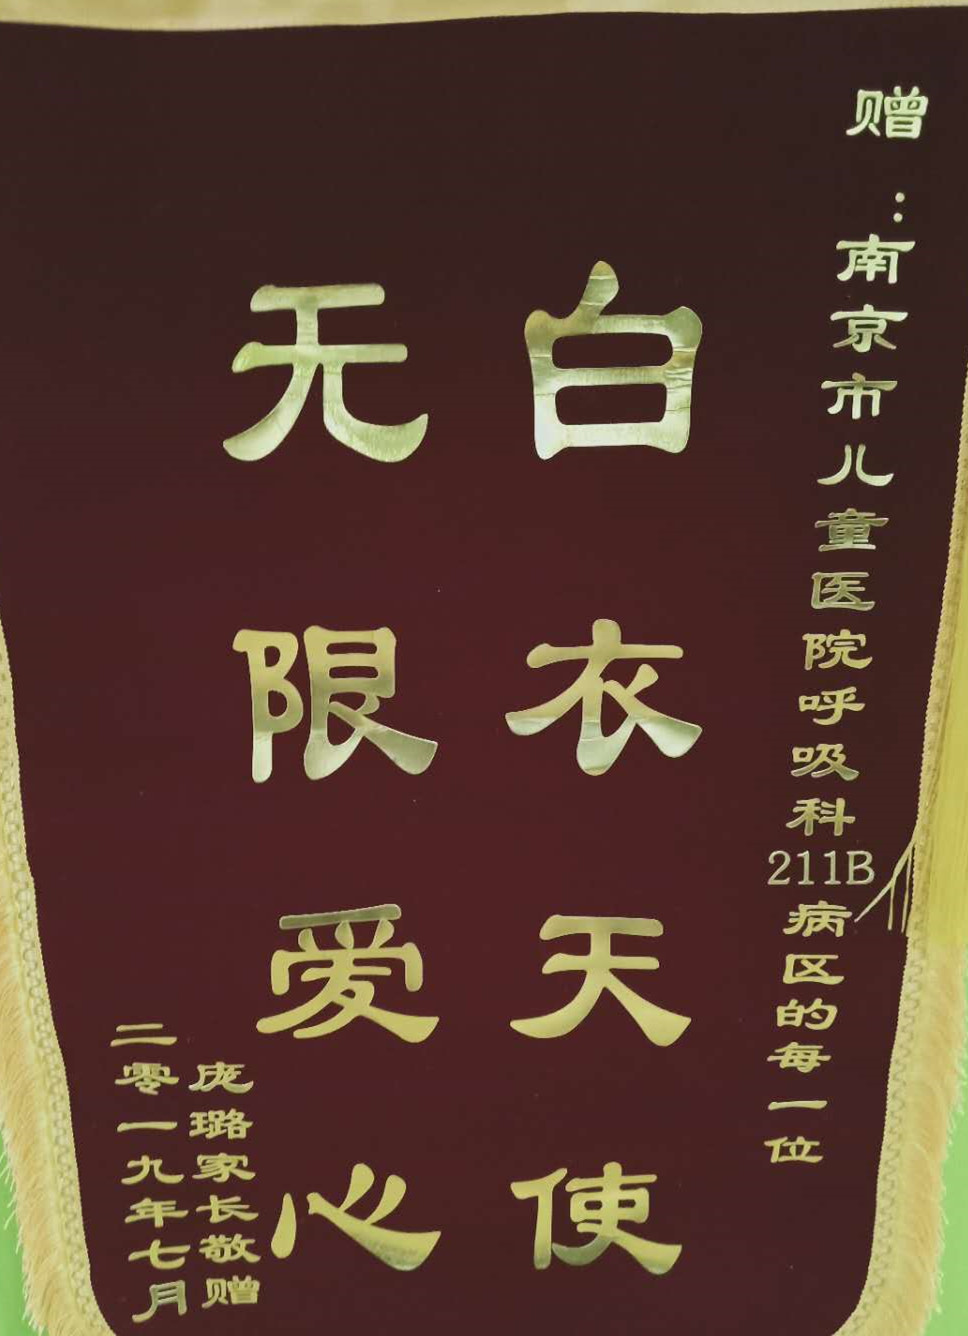 赠：南京市儿童医院呼吸科211B病区的每一位
白衣天使
无限爱心
庞璐家长敬赠
二零一九年七月